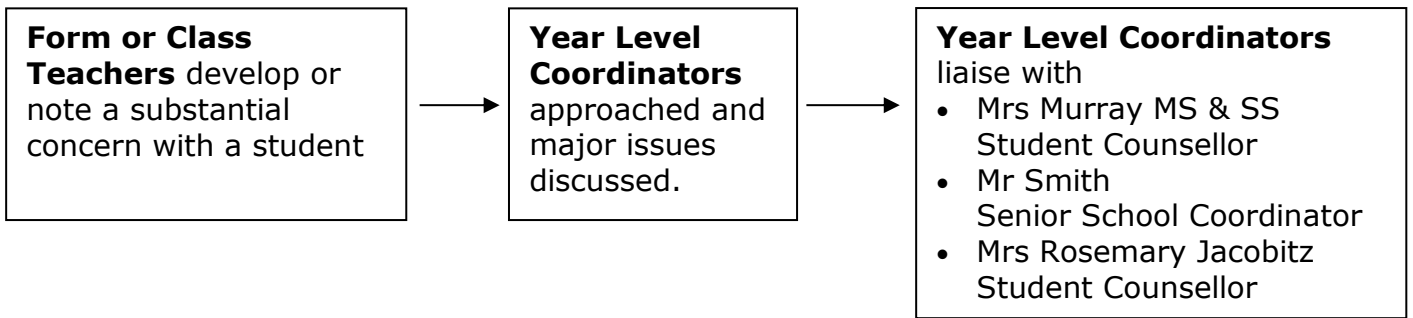 Form or Class
Teachers develop or
note a substantial
concern with a student
Year Level
Coordinators
approached and
major issues
discussed.
Year Level Coordinators
liaise with
• Mrs Murray MS & SS
Student Counsellor
• Mr Smith
Senior School Coordinator
• Mrs Rosemary Jacobitz
Student Counsellor